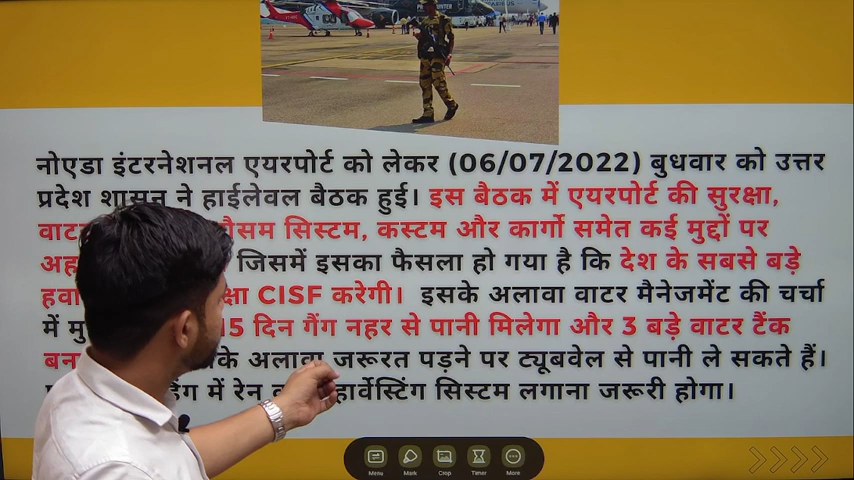 नोएडा इंटरनेशनल एयरपोर्ट को लेकर (06/07/2022) बुधवार को उत्तर
प्रदेश शासन ने हाईलेवल बैठक हुई। इस बैठक में एयरपोर्ट की सुरक्षा,
सिस्टम, कस्टम और कार्गो समेत कई मुद्दों पर
जिसमें इसका फैसला हो गया है कि देश के सबसे बड़े
CISF करेगी। इसके अलावा वाटर मैनेजमेंट की चर्चा
में 15 दिन गैंग नहर से पानी मिलेगा और 3 बड़े वाटर टैंक
अलावा जरूरत पड़ने पर ट्यूबवेल से पानी ले सकते हैं।
में रेन हार्वेस्टिंग सिस्टम लगाना जरूरी होगा।
Menu Mark Crop Timer More